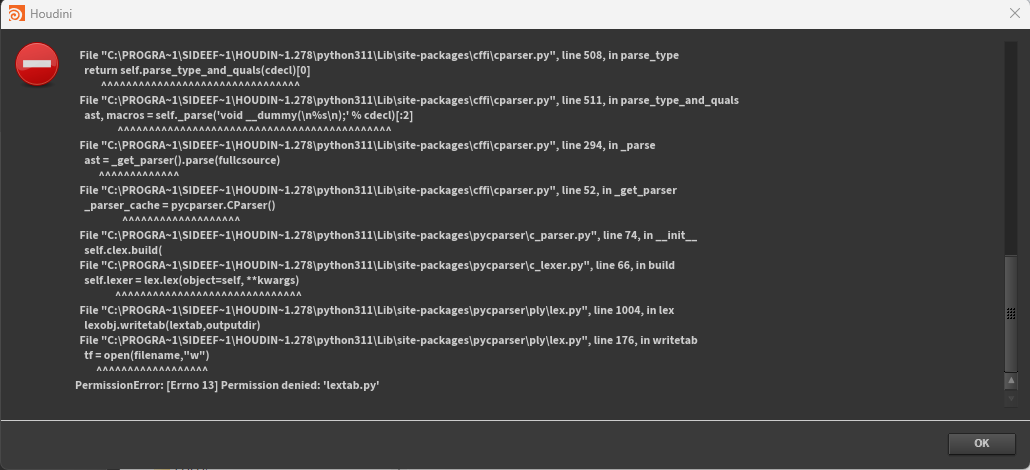 Houdini
File "C:\PROGRA~1\SIDEEF~1\HOUDIN~1.278\python311\Lib\site-packages\cffi\cparser.py", line 508, in parse_type
return self.parse_type_and_quals(cdecl)[0]
^^^^^^^^^^^^^^^^^^^^^^^^^^^^^^^^
File "C:\PROGRA~1\SIDEEF~1\HOUDIN~1.278\python311\Lib\site-packages\cffi\cparser.py", line 511, in parse_type_and_quals
ast, macros = self._parse('void __dummy(\n%s\n);' % cdecl)[:2]
^^^^^^^^^^^^^^^^^^^^^^^^^^^^^^^^^^^^^^^^^^^^
File "C:\PROGRA~1\SIDEEF~1\HOUDIN~1.278\python311\Lib\site-packages\cffi\cparser.py", line 294, in _parse
ast = _get_parser().parse(fullcsource)
^^^^^^^^^^^^^
File "C:\PROGRA~1\SIDEEF~1\HOUDIN~1.278\python311\Lib\site-packages\cffi\cparser.py", line 52, in _get_parser
_parser_cache = pycparser.CParser()
^^^^^^^^^^^^^^^^^^^
File "C:\PROGRA~1\SIDEEF~1\HOUDIN~1.278\python311\Lib\site-packages\pycparser\c_parser.py", line 74, in __init__
self.clex.build(
File "C:\PROGRA~1\SIDEEF~1\HOUDIN~1.278\python311\Lib\site-packages\pycparser\c_lexer.py", line 66, in build
self.lexer = lex.lex(object=self, **kwargs)
^^^^^^^^^^^^^^^^^^^^^^^^^^^^^^
File "C:\PROGRA~1\SIDEEF~1\HOUDIN~1.278\python311\Lib\site-packages\pycparser\ply\lex.py", line 1004, in lex
lexobj.writetab(lextab,outputdir)
File "C:\PROGRA~1\SIDEEF~1\HOUDIN~1.278\python311\Lib\site-packages\pycparser\ply\lex.py", line 176, in writetab
tf = open(filename,"w")
^^^^^^^^^^^^^^^^^^
PermissionError: [Errno 13] Permission denied: 'lextab.py'
OK